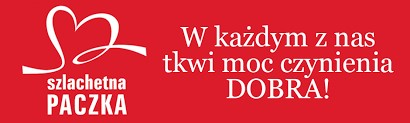 szlachetna
PACZKA
W każdym z nas
tkwi moc czynienia
DOBRA!